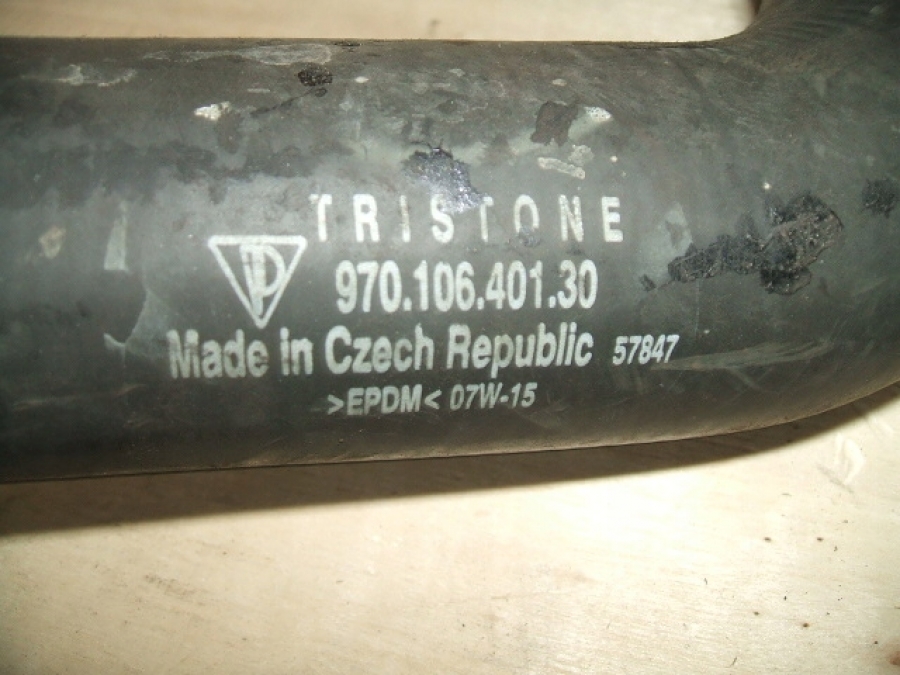 TRISTONE
970.106.401.30
Made in Czech Republic 57847
>EPDM< 07W-15